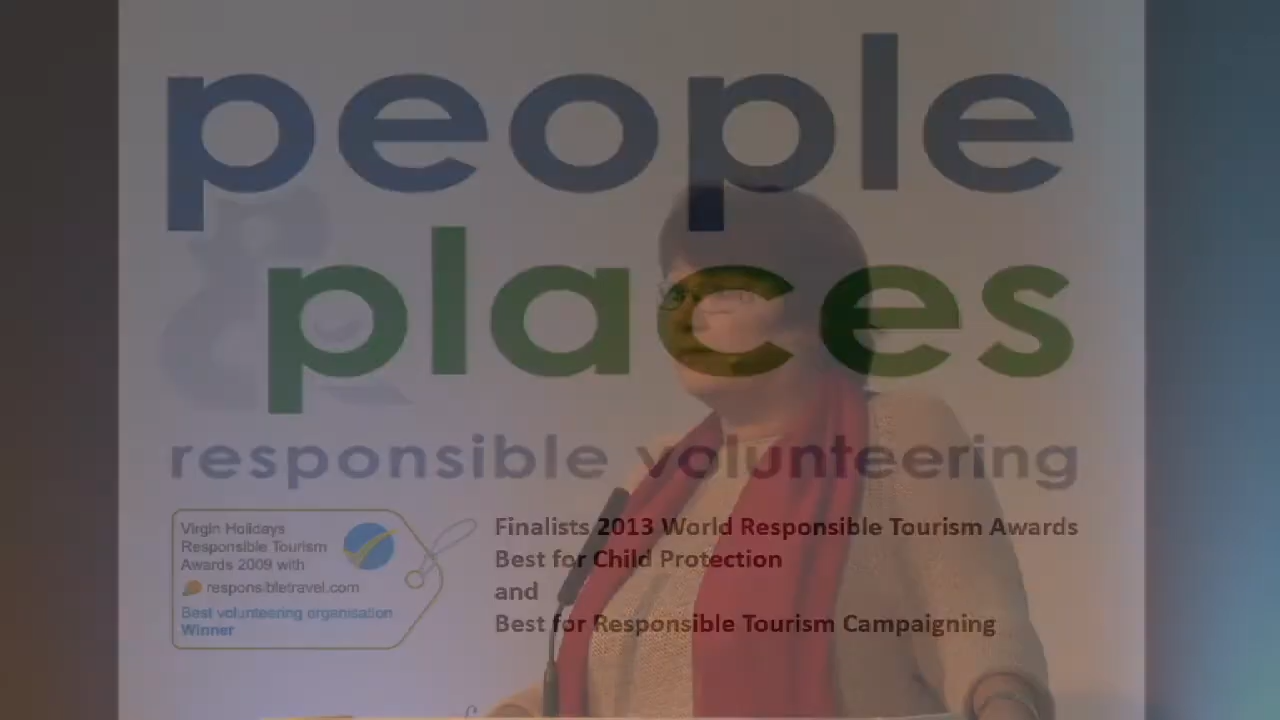 people
&
places
responsible volunteering
Virgin Holidays
Responsible Tourism
Awards 2009 with
responsibletravel.com
Best volunteering organisation
Winner
Finalists 2013 World Responsible Tourism Awards
Best for Child Protection
and
Best for Responsible Tourism Campaigning